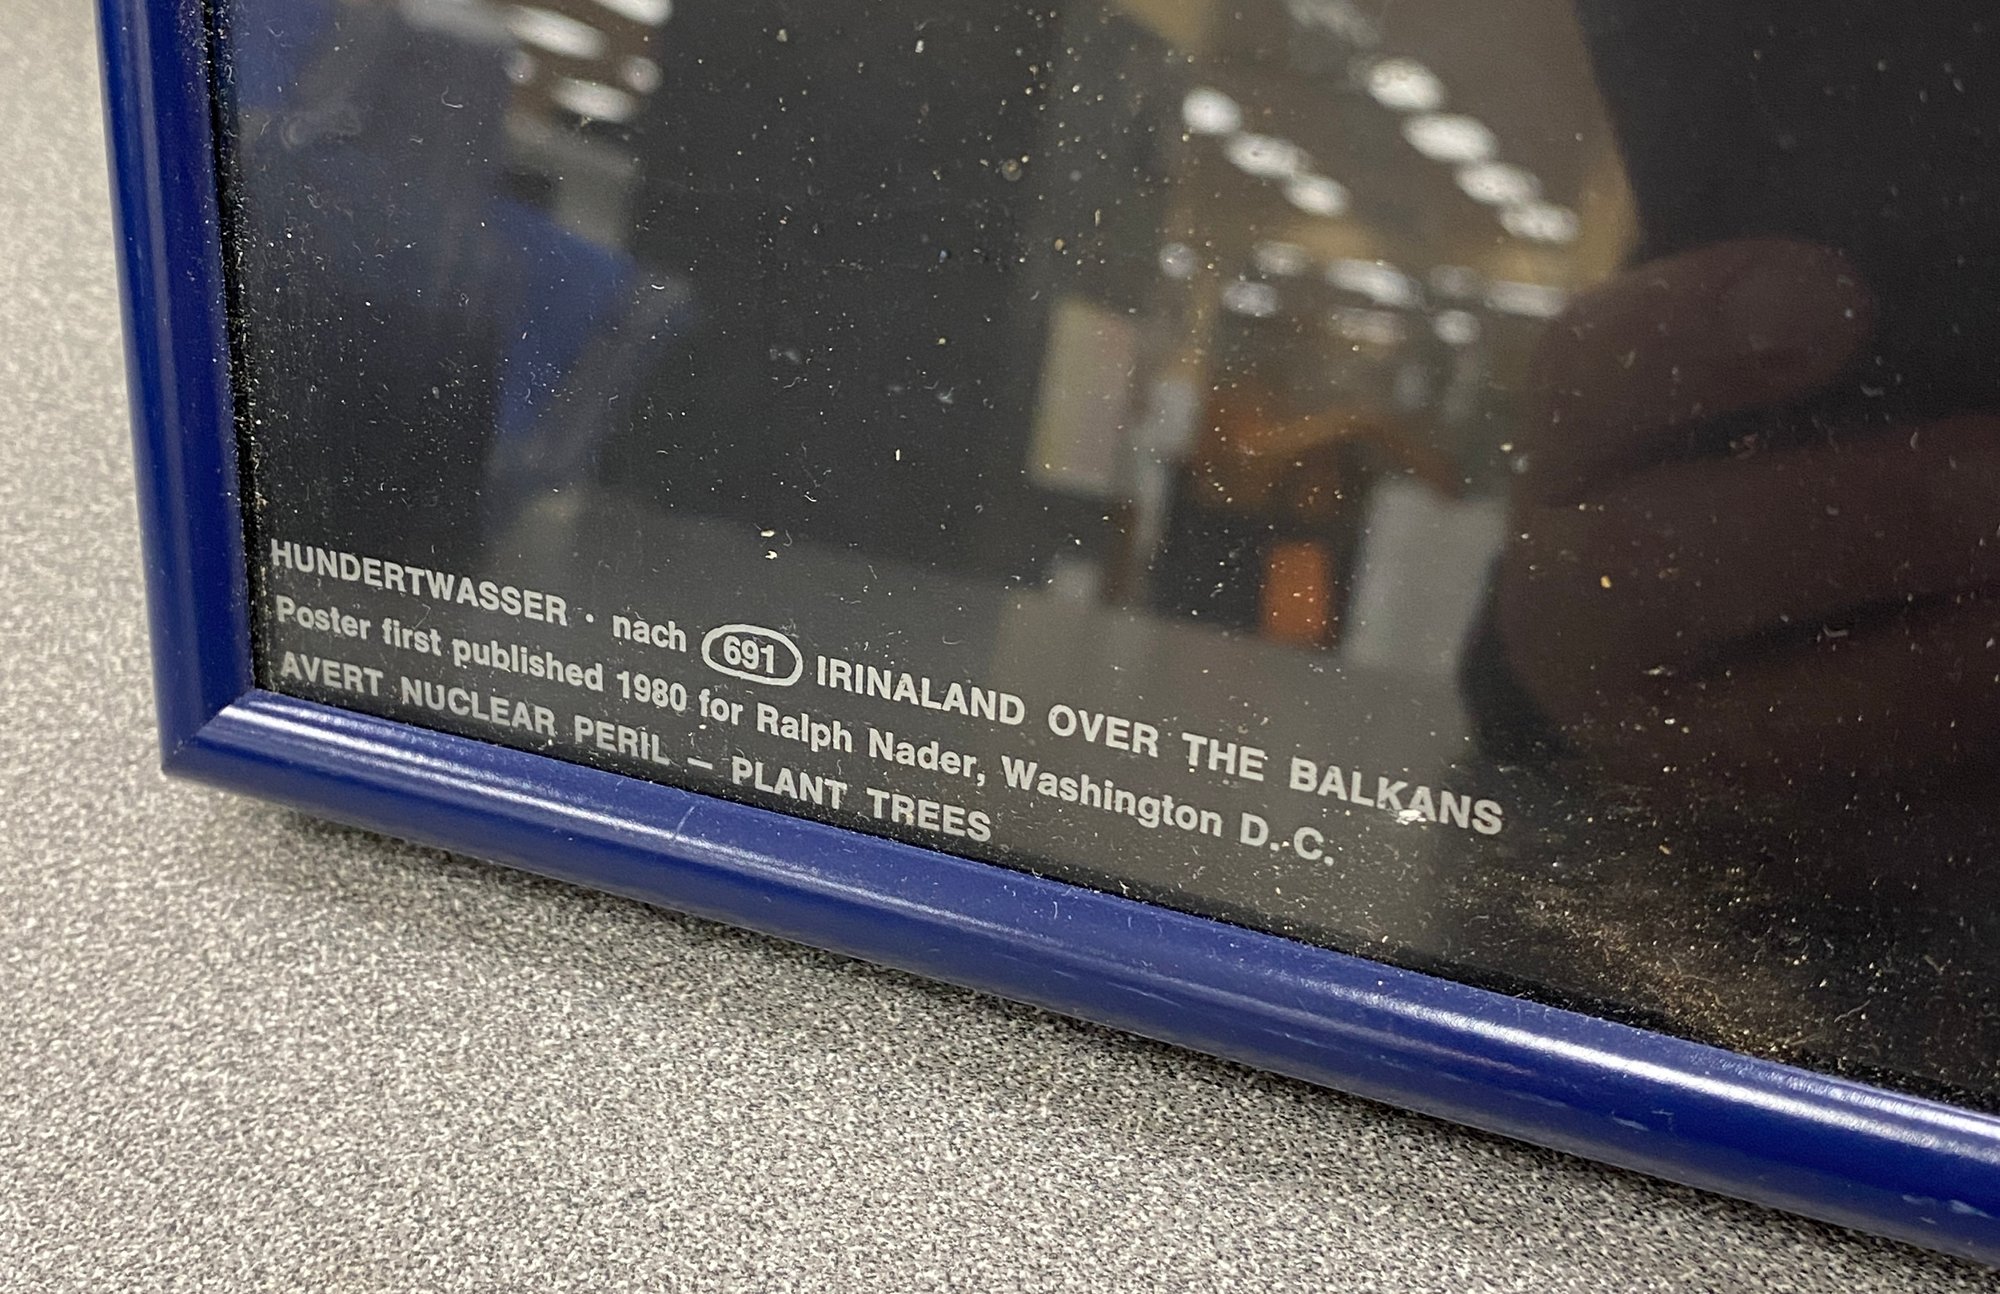 HUNDERTWASSER · nach 691 IRINALAND OVER THE BALKANS
Poster first published 1980 for Ralph Nader, Washington D. C.
AVERT NUCLEAR PERIL – PLANT TREES